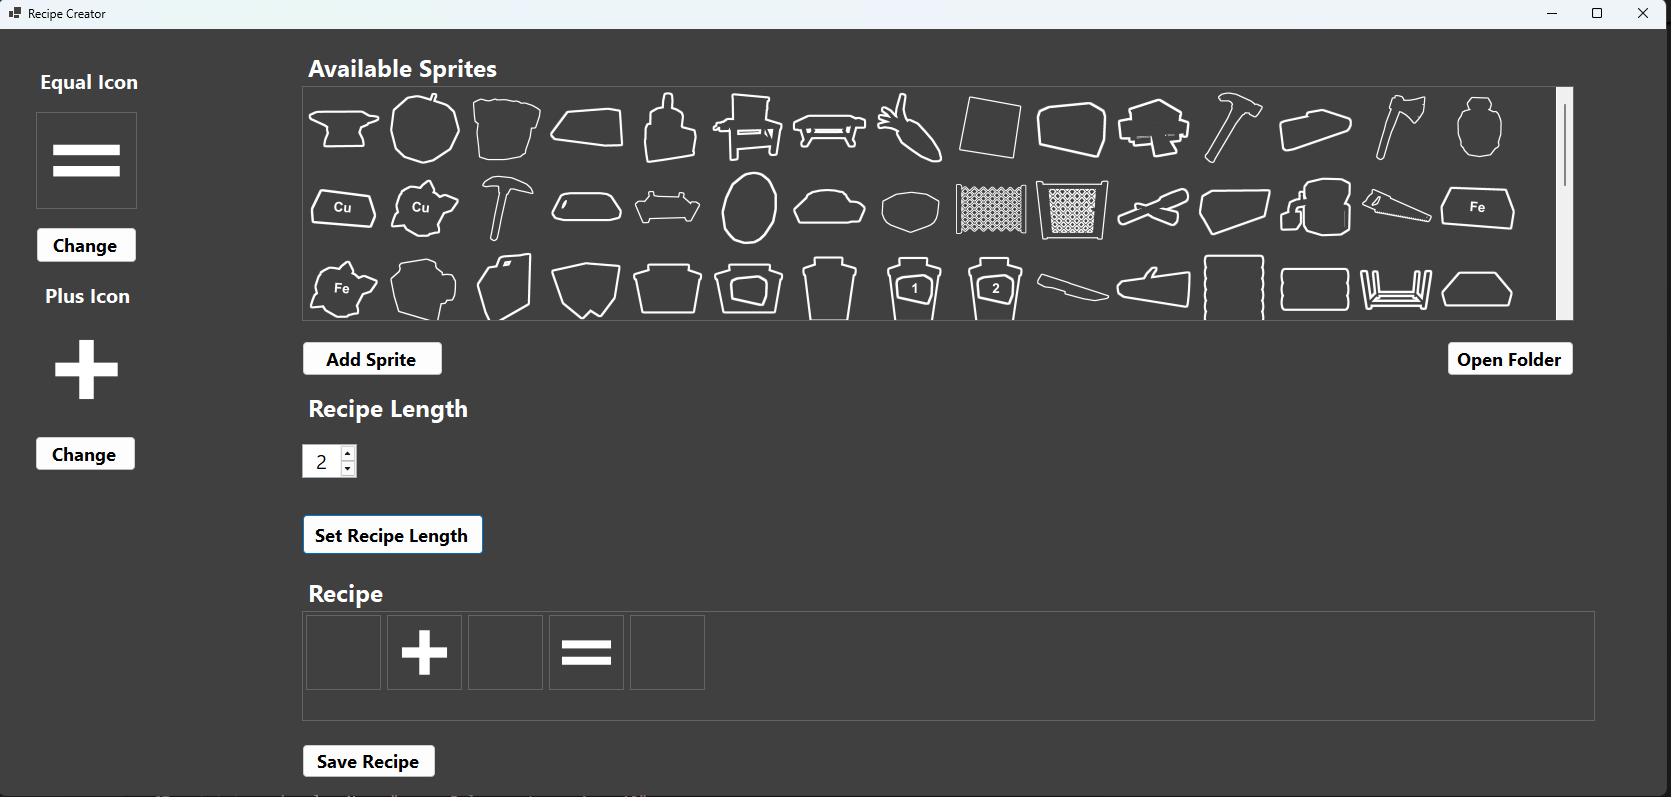 Recipe Creator
Equal Icon
Change
Plus Icon
Change
Available Sprites
Cu
Cu
Fe
Fe
1
2
Add Sprite
Open Folder
Recipe Length
2
Set Recipe Length
Recipe
+ =
Save Recipe